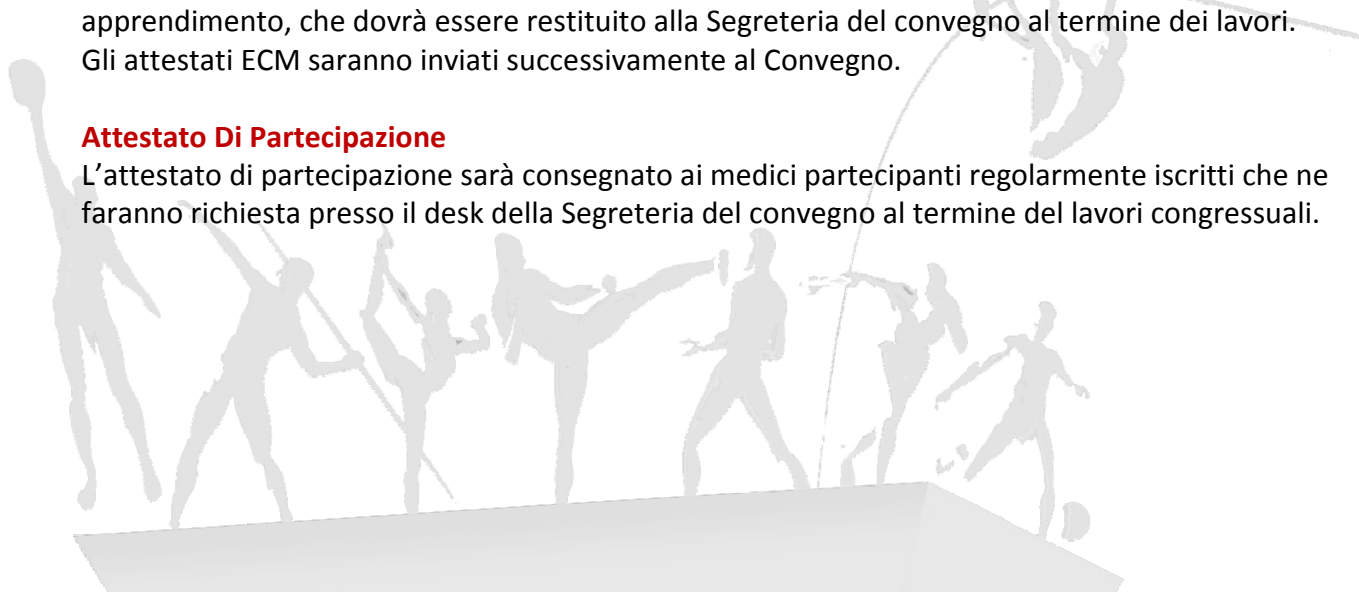 apprendimento, che dovrà essere restituito alla Segreteria del convegno al termine dei lavori.
Gli attestati ECM saranno inviati successivamente al Convegno.
Attestato Di Partecipazione
L’attestato di partecipazione sarà consegnato ai medici partecipanti regolarmente iscritti che ne
faranno richiesta presso il desk della Segreteria del convegno al termine del lavori congressuali.